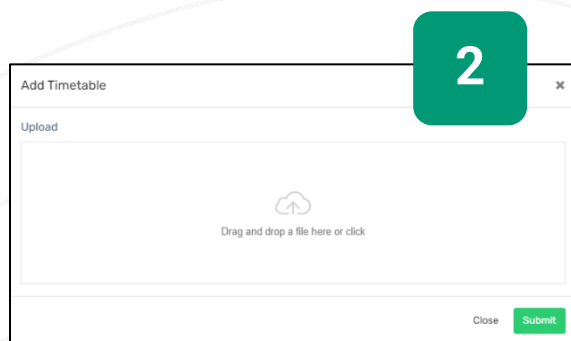 2
Add Timetable ×
Upload
Drag and drop a file here or click
Close Submit